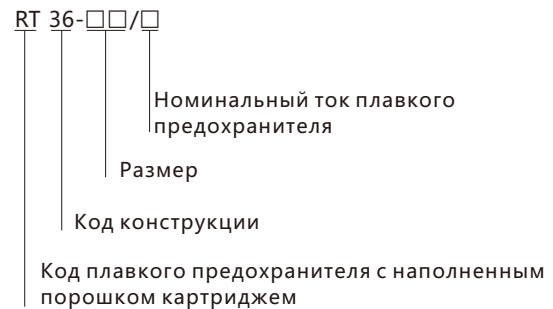 RT 36-□□/□
Номинальный ток плавкого
предохранителя
Размер
Код конструкции
Код плавкого предохранителя с наполненным
порошком картриджем